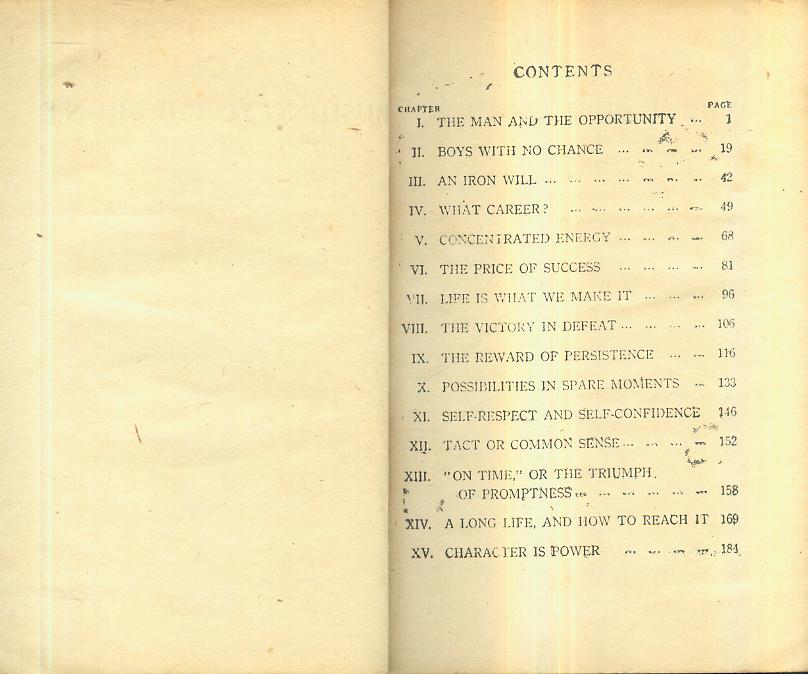 CONTENTS
CHAPTER PAGE
I. THE MAN AND THE OPPORTUNITY ... 1
II. BOYS WITH NO CHANCE ... ... ... ... 19
III. AN IRON WILL ... ... ... ... ... ... ... 42
IV. WHAT CAREER? ... ... ... ... ... ... 49
V. CONCENTRATED ENERGY ... ... ... ... 68
VI. THE PRICE OF SUCCESS ... ... ... ... 81
VII. LIFE IS WHAT WE MAKE IT ... ... ... 96
VIII. THE VICTORY IN DEFEAT ... ... ... ... 106
IX. THE REWARD OF PERSISTENCE ... ... 116
X. POSSIBILITIES IN SPARE MOMENTS ... 133
XI. SELF-RESPECT AND SELF-CONFIDENCE 146
XII. TACT OR COMMON SENSE ... ... ... ... 152
XIII. "ON TIME," OR THE TRIUMPH
OF PROMPTNESS ... ... ... ... ... ... 158
XIV. A LONG LIFE, AND HOW TO REACH IT 169
XV. CHARACTER IS POWER ... ... ... ... 184